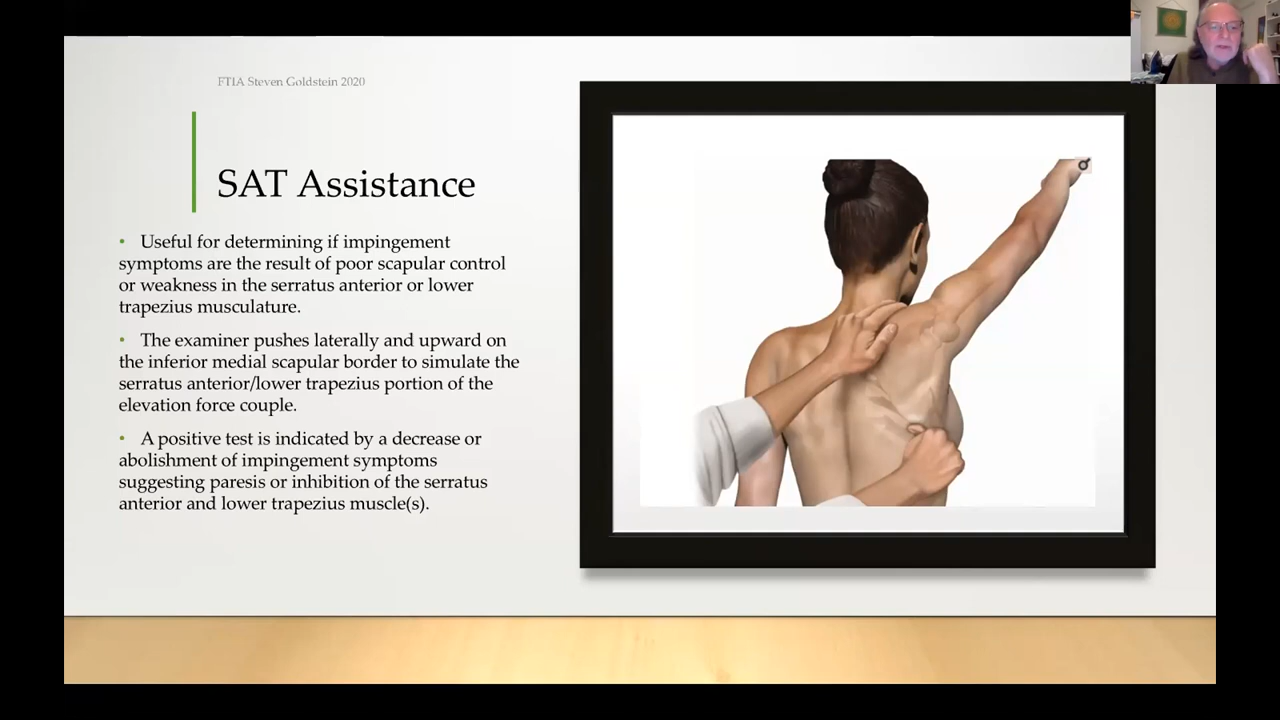 FTIA Steven Goldstein 2020
SAT Assistance
• Useful for determining if impingement
symptoms are the result of poor scapular control
or weakness in the serratus anterior or lower
trapezius musculature.
• The examiner pushes laterally and upward on
the inferior medial scapular border to simulate the
serratus anterior/lower trapezius portion of the
elevation force couple.
• A positive test is indicated by a decrease or
abolishment of impingement symptoms
suggesting paresis or inhibition of the serratus
anterior and lower trapezius muscle(s).